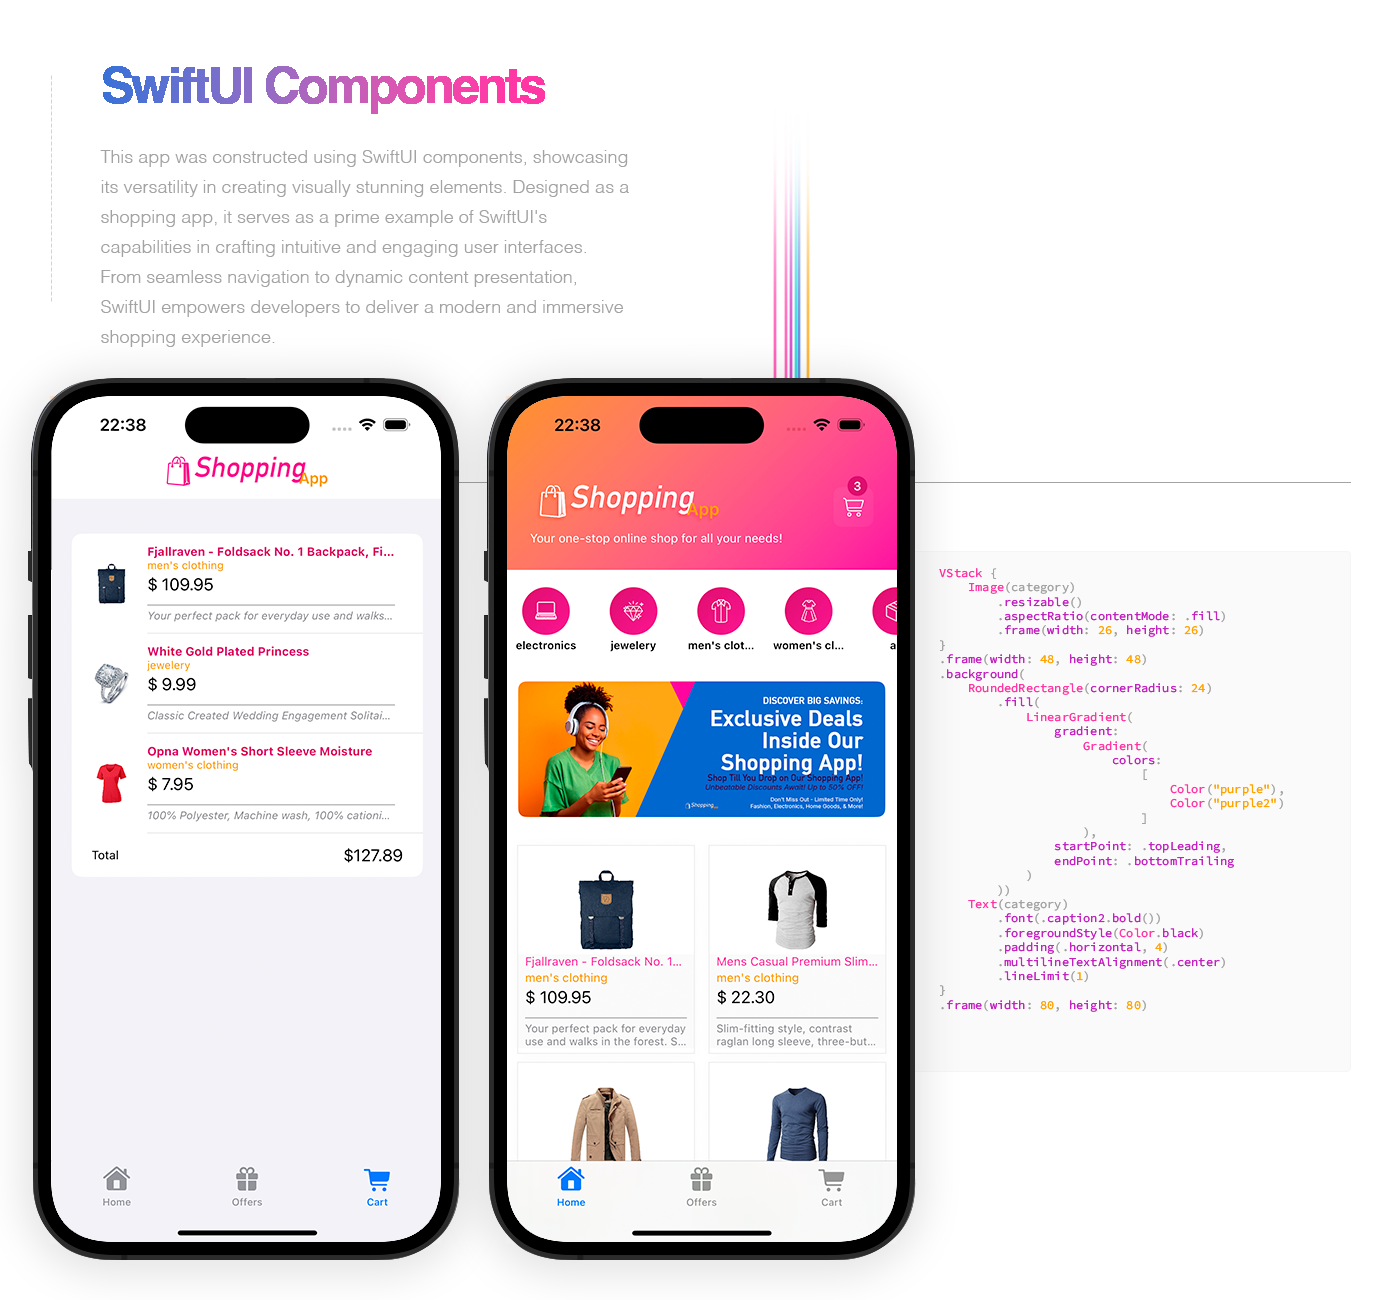 SwiftUI Components
This app was constructed using SwiftUI components, showcasing
its versatility in creating visually stunning elements. Designed as a
shopping app, it serves as a prime example of SwiftUI's
capabilities in crafting intuitive and engaging user interfaces.
From seamless navigation to dynamic content presentation,
SwiftUI empowers developers to deliver a modern and immersive
shopping experience.
22:38
Shopping
App
Fjallraven - Foldsack No. 1 Backpack, Fi...
men's clothing
$ 109.95
Your perfect pack for everyday use and walks...
White Gold Plated Princess
jewelery
$ 9.99
Classic Created Wedding Engagement Solitai...
Opna Women's Short Sleeve Moisture
women's clothing
$ 7.95
100% Polyester, Machine wash, 100% cationi...
Total $127.89
Home Offers Cart
22:38
Shopping
App
3
Your one-stop online shop for all your needs!
electronics jewelery men's clot... women's cl... a
DISCOVER BIG SAVINGS:
Exclusive Deals
Inside Our
Shopping App!
Shop Till You Drop on Our Shopping App!
Unbeatable Discounts Await! Up to 50% OFF!
Don't Miss Out - Limited Time Only!
Fashion, Electronics, Home Goods, & More!
Shopping
Fjallraven - Foldsack No. 1...
men's clothing
$ 109.95
Your perfect pack for everyday
use and walks in the forest. S...
Mens Casual Premium Slim...
men's clothing
$ 22.30
Slim-fitting style, contrast
raglan long sleeve, three-but...
Home Offers Cart
VStack {
    Image(category)
        .resizable()
        .aspectRatio(contentMode: .fill)
        .frame(width: 26, height: 26)
}
.frame(width: 48, height: 48)
.background(
    RoundedRectangle(cornerRadius: 24)
        .fill(
            LinearGradient(
                gradient:
                    Gradient(
                        colors:
                            [
                                Color("purple"),
                                Color("purple2")
                            ]
                    ),
                startPoint: .topLeading,
                endPoint: .bottomTrailing
            )
        ))
    Text(category)
        .font(.caption2.bold())
        .foregroundStyle(Color.black)
        .padding(.horizontal, 4)
        .multilineTextAlignment(.center)
        .lineLimit(1)
}
.frame(width: 80, height: 80)